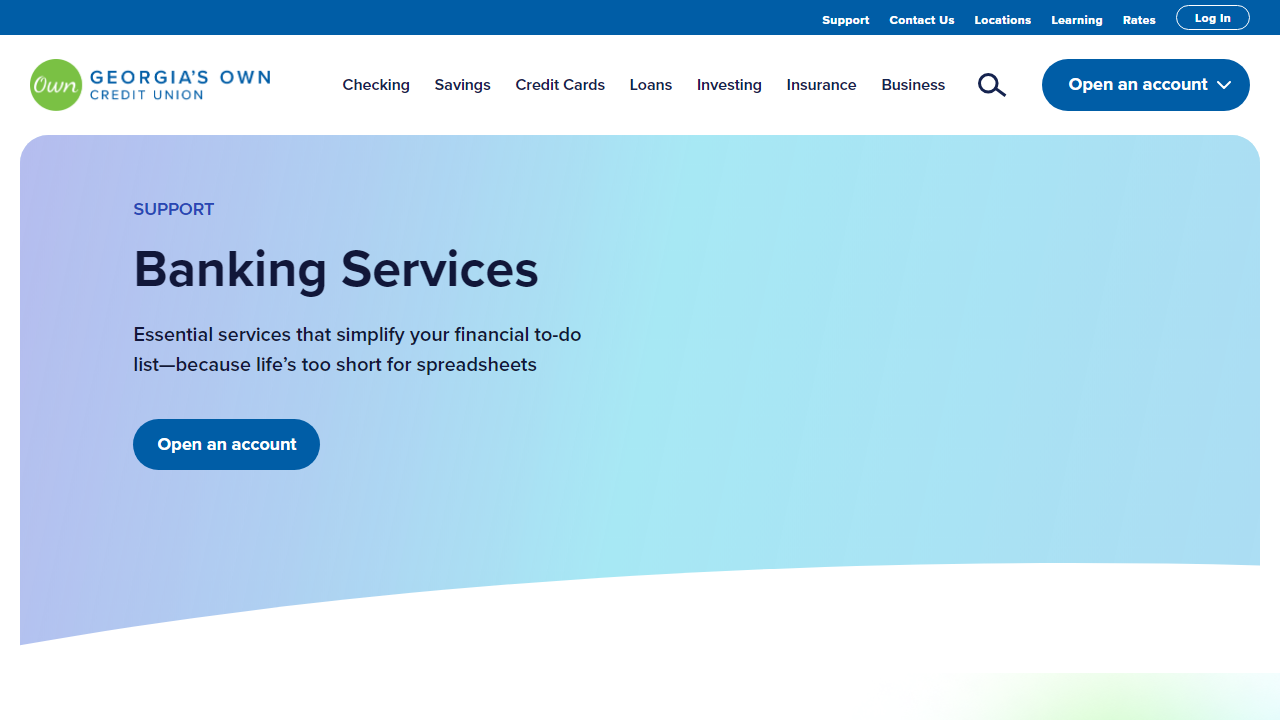 Support Contact Us Locations Learning Rates Log In
Own GEORGIA'S OWN
CREDIT UNION
Checking Savings Credit Cards Loans Investing Insurance Business Open an account
SUPPORT
Banking Services
Essential services that simplify your financial to-do
list—because life’s too short for spreadsheets
Open an account